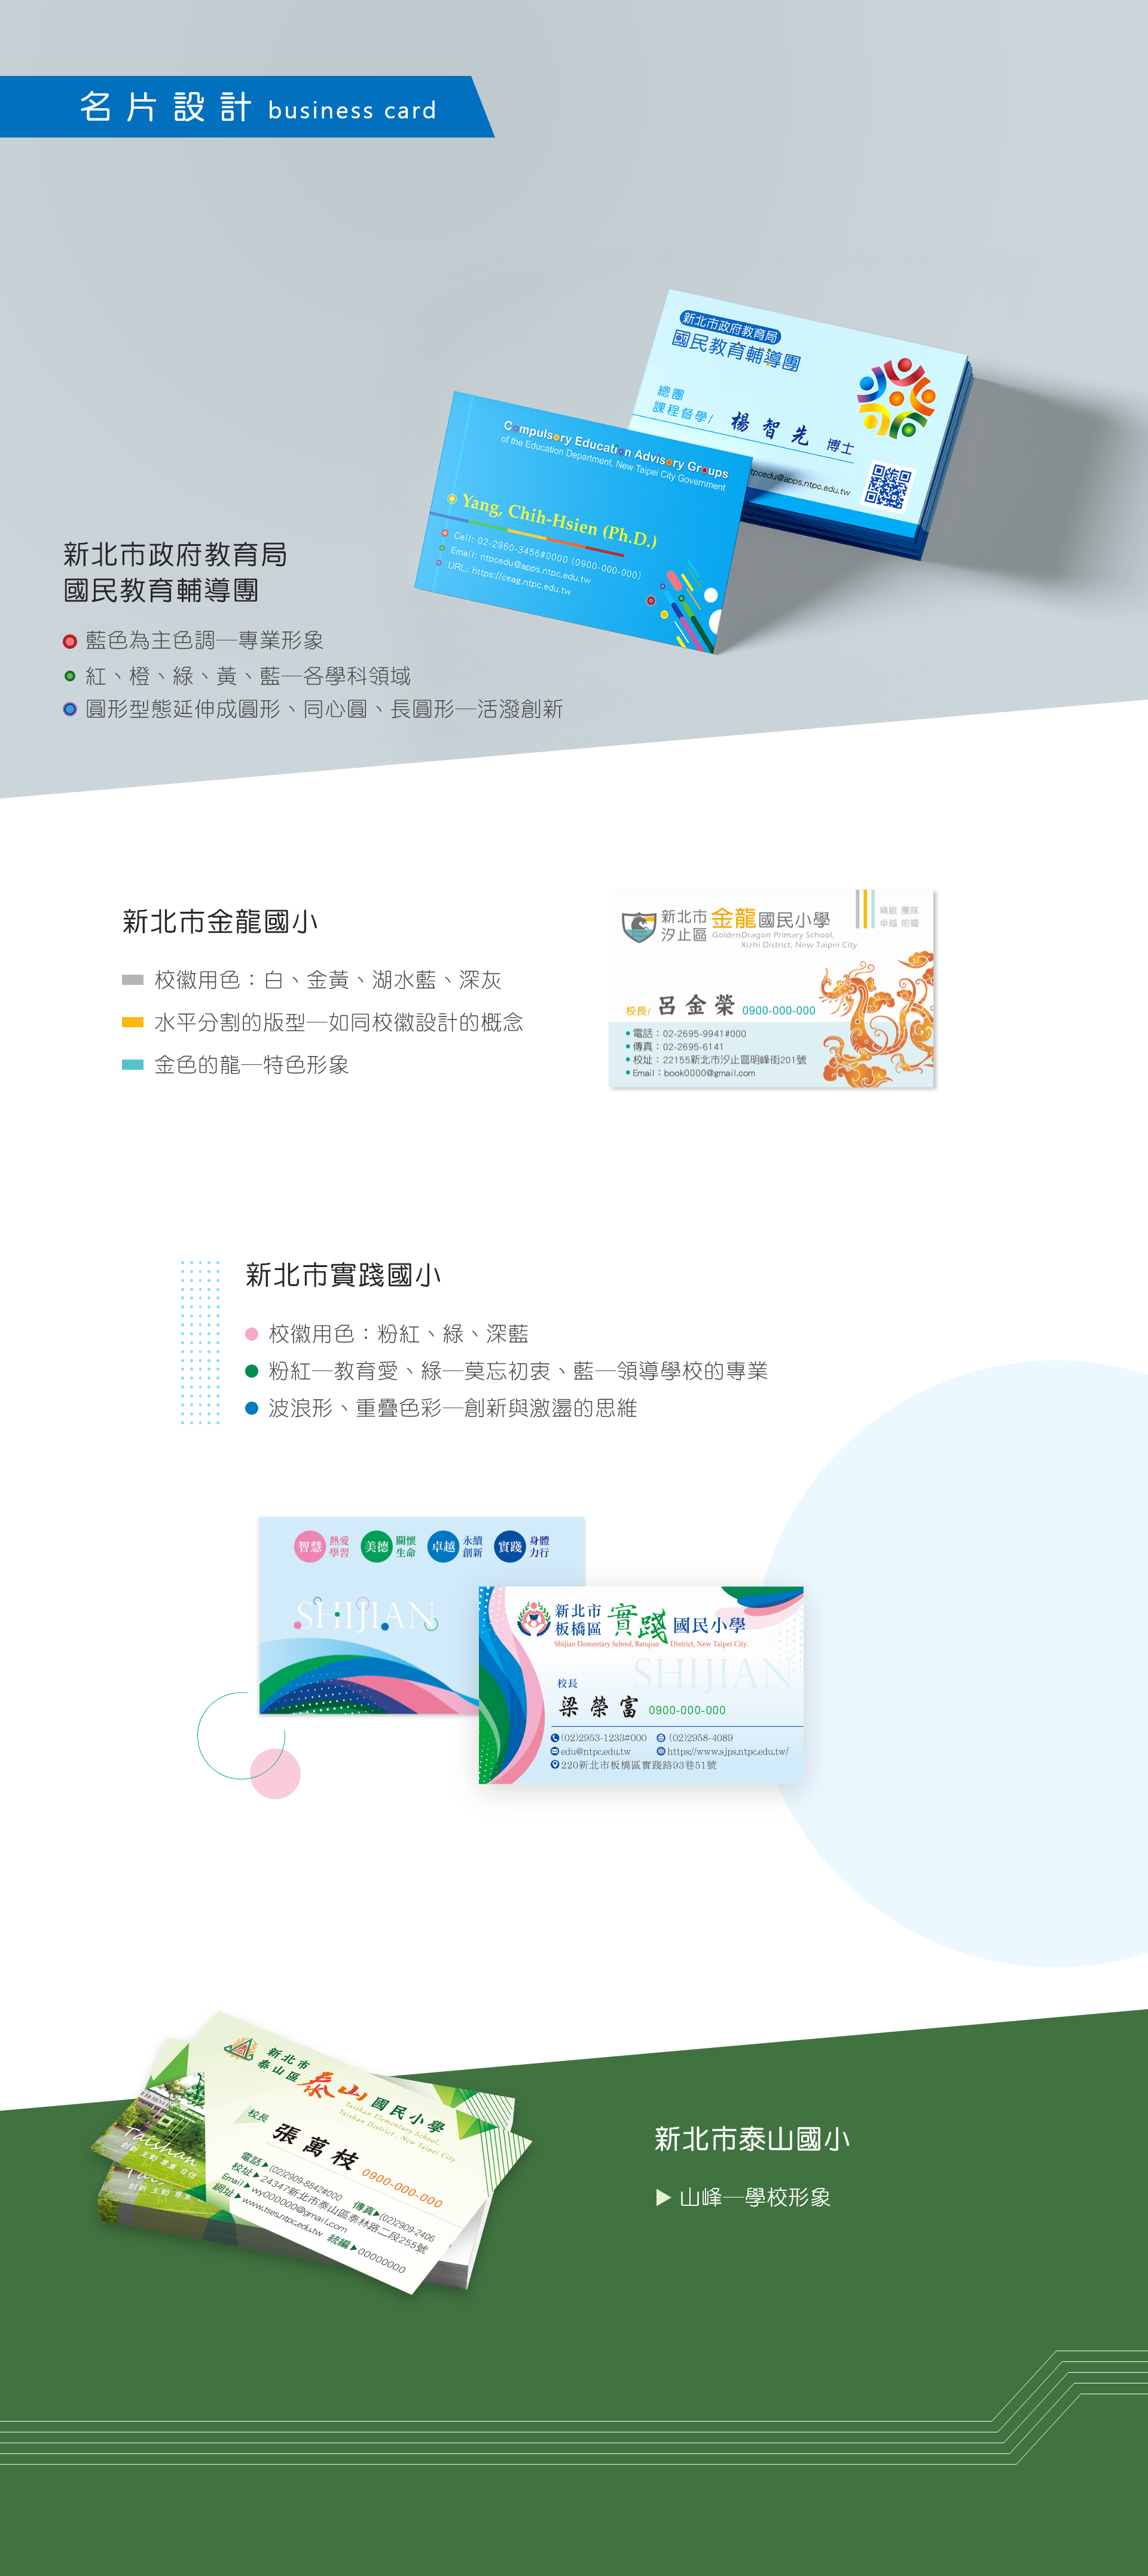 名片設計 business card
新北市政府教育局
國民教育輔導團
總團
課程督學/ 楊智先 博士
tpcedu@apps.ntpc.edu.tw
Compulsory Education Advisory Groups
of the Education Department, New Taipei City Government
Yang, Chih-Hsien (Ph.D.)
Cell: 02-2960-3456#0000 (0900-000-000)
Email: ntpcedu@apps.ntpc.edu.tw
URL: https://ceag.ntpc.edu.tw
新北市政府教育局
國民教育輔導團
藍色為主色調—專業形象
紅、橙、綠、黃、藍—各學科領域
圓形型態延伸成圓形、同心圓、長圓形—活潑創新
新北市金龍國小
校徽用色：白、金黃、湖水藍、深灰
水平分割的版型—如同校徽設計的概念
金色的龍—特色形象
新北市汐止區 金龍國民小學
GoldenDragon Primary School,
Xizhi District, New Taipei City
精緻 團隊
卓越 前瞻
校長/ 呂金榮 0900-000-000
電話：02-2695-9941#000
傳真：02-2695-6141
校址：22155新北市汐止區明峰街201號
Email：book0000@gmail.com
新北市實踐國小
校徽用色：粉紅、綠、深藍
粉紅—教育愛、綠—莫忘初衷、藍—領導學校的專業
波浪形、重疊色彩—創新與激盪的思維
智慧 熱愛學習 美德 關懷生命 卓越 永續創新 實踐 身體力行
SHIJIAN
新北市板橋區 實踐 國民小學
Shijian Elementary School, Banqiao District, New Taipei City.
SHIJIAN
校長
梁榮富 0900-000-000
(02)2953-1233#000 (02)2958-4089
edu@ntpc.edu.tw https://www.sjps.ntpc.edu.tw/
220新北市板橋區實踐路93巷51號
新北市泰山區 泰山 國民小學
Taishan Elementary School,
Taishan District, New Taipei City
校長
張萬枝 0900-000-000
電話▶(02)2909-8842#000 傳真▶(02)2909-2406
校址▶24347新北市泰山區泰林路二段255號
Email▶wy000000@gmail.com
網址▶www.tses.ntpc.edu.tw 統編▶00000000
Taishan
創新 主動 尊重 有信
創新 主動 尊重
新北市泰山國小
山峰—學校形象